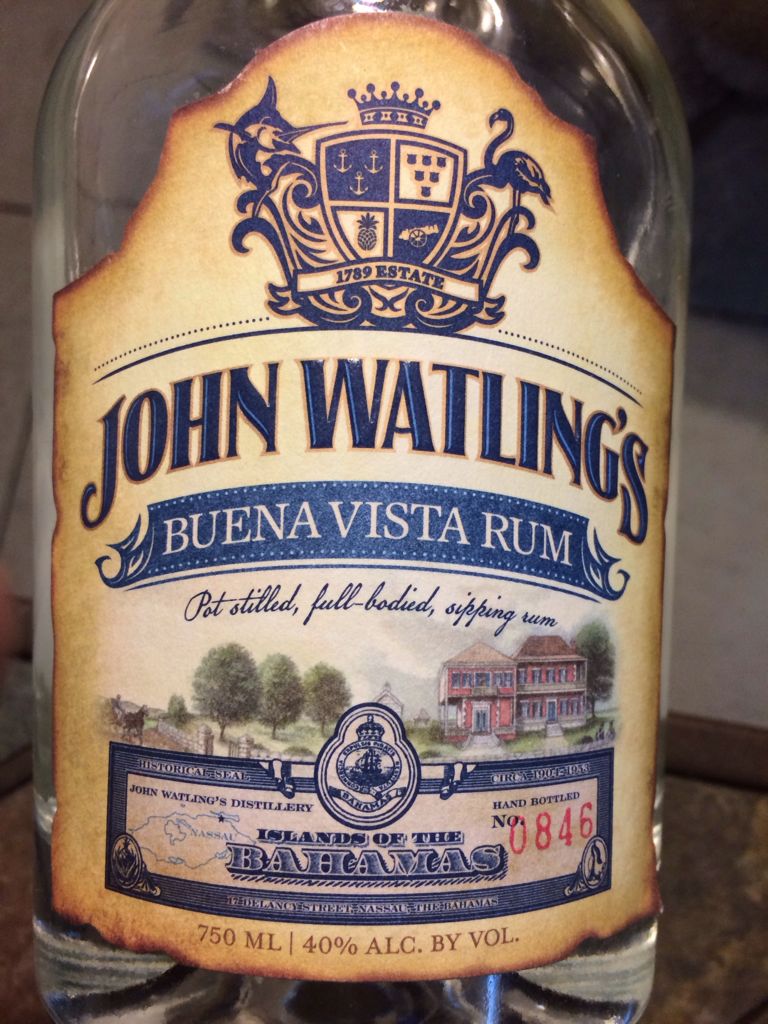 1789 ESTATE
JOHN WATLING'S
BUENA VISTA RUM
Pot stilled, full-bodied, sipping rum
HISTORICAL SEAL
CIRCA 1904-1953
JOHN WATLING'S DISTILLERY
HAND BOTTLED
NO. 0846
BAHAMAS
NASSAU
ISLANDS OF THE
BAHAMAS
17 DELANCY STREET, NASSAU, THE BAHAMAS
750 ML | 40% ALC. BY VOL.